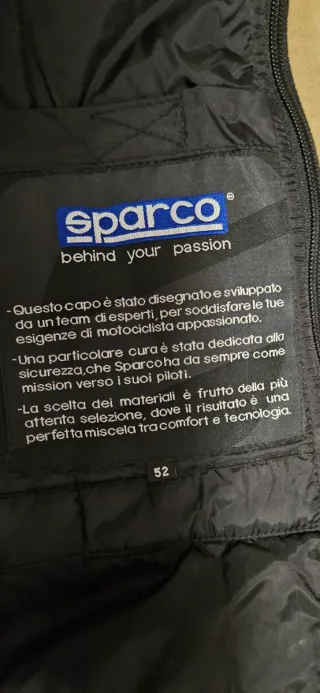 sparco®
behind your passion
-Questo capo è stato disegnato e sviluppato
da un team di esperti, per soddisfare le tue
esigenze di motociclista appassionato.
-Una particolare cura è stata dedicata alla
sicurezza, che Sparco ha da sempre come
mission verso i suoi piloti.
-La scelta dei materiali è frutto della più
attenta selezione, dove il risultato è una
perfetta miscela tra comfort e tecnologia.
52